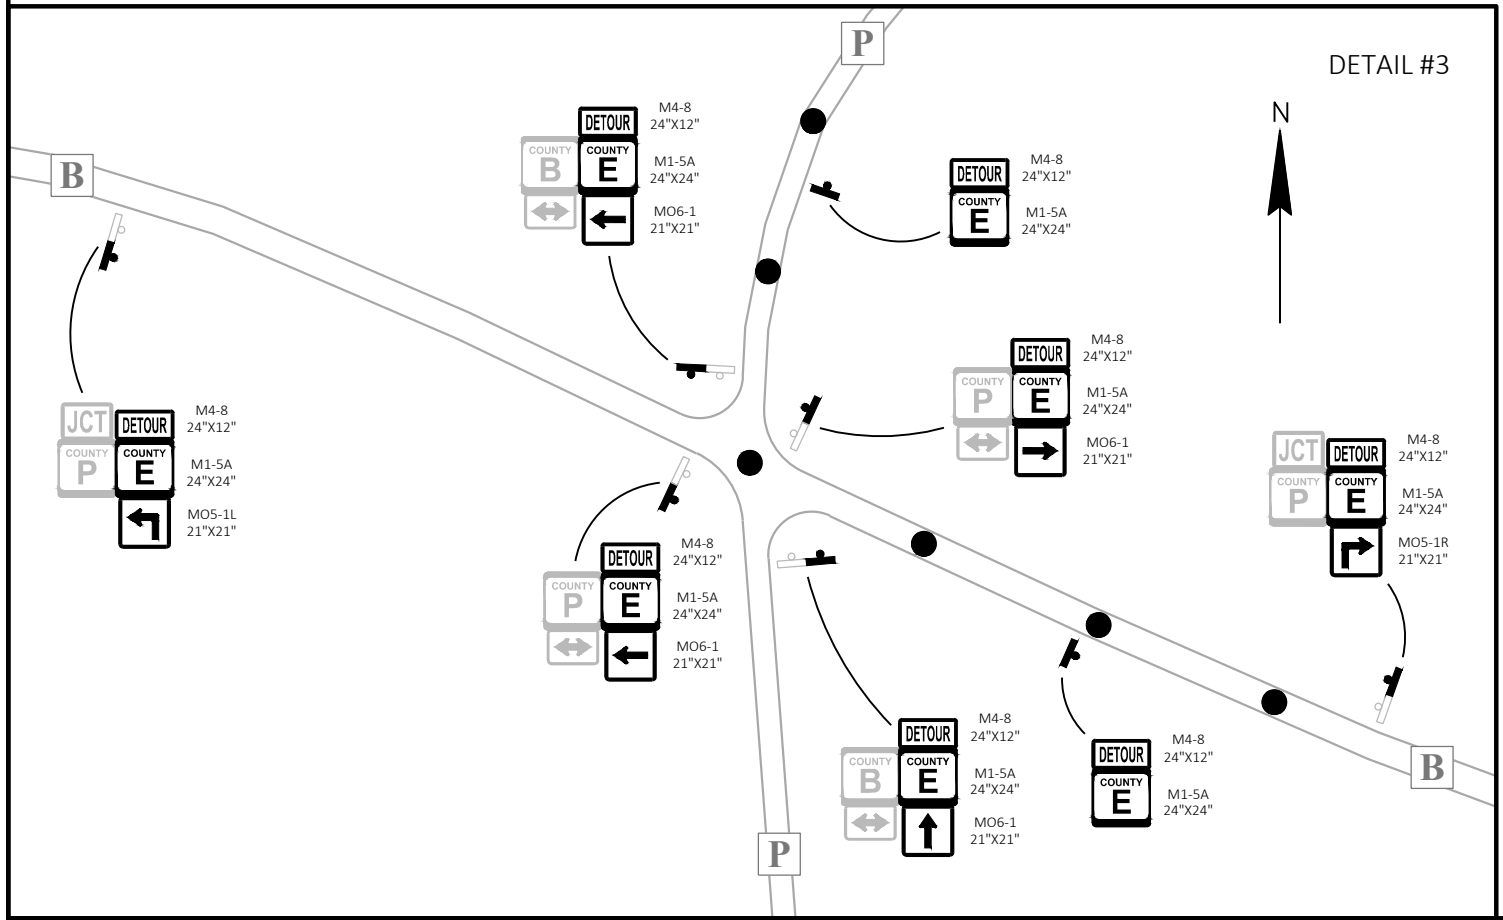 P
DETAIL #3
N
B
DETOUR
M4-8
24"X12"
COUNTY
B
COUNTY
E
M1-5A
24"X24"
MO6-1
21"X21"
DETOUR
M4-8
24"X12"
COUNTY
E
M1-5A
24"X24"
DETOUR
M4-8
24"X12"
COUNTY
P
COUNTY
E
M1-5A
24"X24"
MO6-1
21"X21"
JCT
DETOUR
M4-8
24"X12"
COUNTY
P
COUNTY
E
M1-5A
24"X24"
MO5-1L
21"X21"
JCT
DETOUR
M4-8
24"X12"
COUNTY
P
COUNTY
E
M1-5A
24"X24"
MO5-1R
21"X21"
DETOUR
M4-8
24"X12"
COUNTY
P
COUNTY
E
M1-5A
24"X24"
MO6-1
21"X21"
DETOUR
M4-8
24"X12"
COUNTY
B
COUNTY
E
M1-5A
24"X24"
MO6-1
21"X21"
DETOUR
M4-8
24"X12"
COUNTY
E
M1-5A
24"X24"
B
P